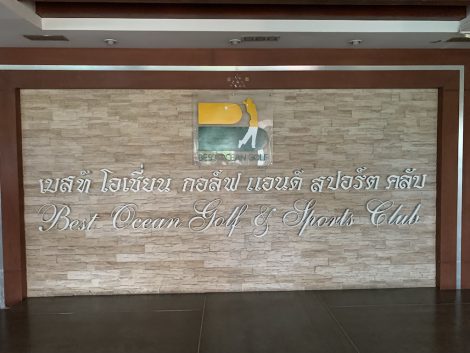 BEST OCEAN GOLF
เบสท์ โอเชี่ยน กอล์ฟ แอนด์ สปอร์ต คลับ
Best Ocean Golf & Sports Club